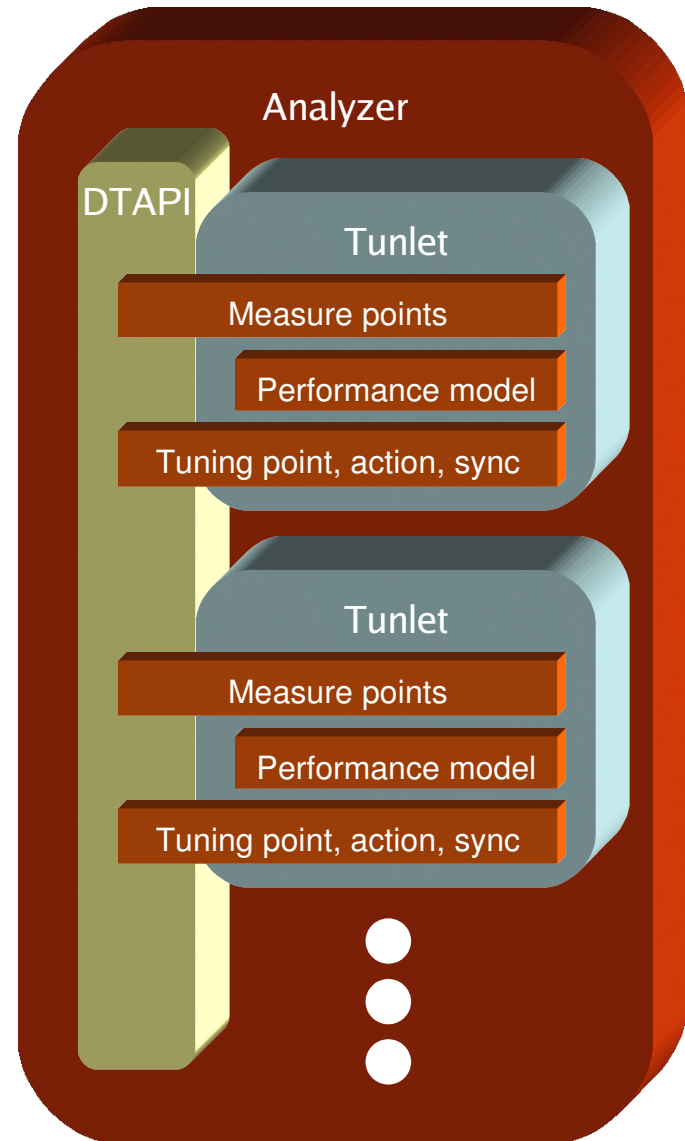 Analyzer
DTAPI
Tunlet
Measure points
Performance model
Tuning point, action, sync
Tunlet
Measure points
Performance model
Tuning point, action, sync